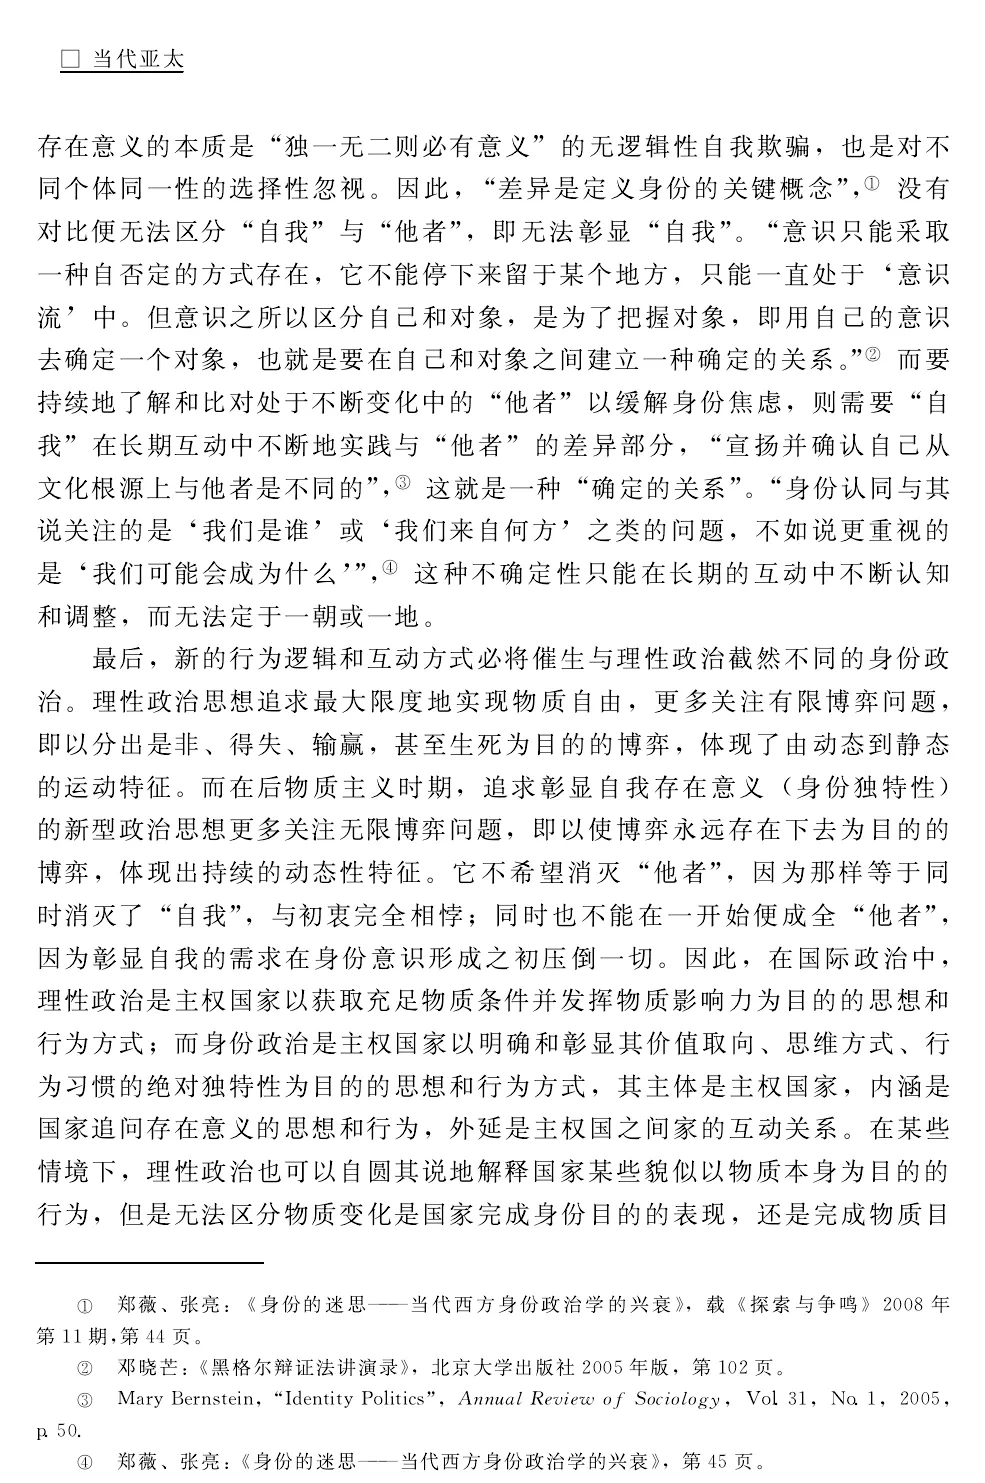 □ 当代亚太
存在意义的本质是“独一无二则必有意义”的无逻辑性自我欺骗，也是对不
同个体同一性的选择性忽视。因此，“差异是定义身份的关键概念”，① 没有
对比便无法区分“自我”与“他者”，即无法彰显“自我”。“意识只能采取
一种自否定的方式存在，它不能停下来留于某个地方，只能一直处于‘意识
流’中。但意识之所以区分自己和对象，是为了把握对象，即用自己的意识
去确定一个对象，也就是要在自己和对象之间建立一种确定的关系。”② 而要
持续地了解和比对处于不断变化中的“他者”以缓解身份焦虑，则需要“自
我”在长期互动中不断地实践与“他者”的差异部分，“宣扬并确认自己从
文化根源上与他者是不同的”，③ 这就是一种“确定的关系”。“身份认同与其
说关注的是‘我们是谁’或‘我们来自何方’之类的问题，不如说更重视的
是‘我们可能会成为什么’”，④ 这种不确定性只能在长期的互动中不断认知
和调整，而无法定于一朝或一地。
最后，新的行为逻辑和互动方式必将催生与理性政治截然不同的身份政
治。理性政治思想追求最大限度地实现物质自由，更多关注有限博弈问题，
即以分出是非、得失、输赢，甚至生死为目的的博弈，体现了由动态到静态
的运动特征。而在后物质主义时期，追求彰显自我存在意义（身份独特性）
的新型政治思想更多关注无限博弈问题，即以使博弈永远存在下去为目的的
博弈，体现出持续的动态性特征。它不希望消灭“他者”，因为那样等于同
时消灭了“自我”，与初衷完全相悖；同时也不能在一开始便成全“他者”，
因为彰显自我的需求在身份意识形成之初压倒一切。因此，在国际政治中，
理性政治是主权国家以获取充足物质条件并发挥物质影响力为目的的思想和
行为方式；而身份政治是主权国家以明确和彰显其价值取向、思维方式、行
为习惯的绝对独特性为目的的思想和行为方式，其主体是主权国家，内涵是
国家追问存在意义的思想和行为，外延是主权国之间家的互动关系。在某些
情境下，理性政治也可以自圆其说地解释国家某些貌似以物质本身为目的的
行为，但是无法区分物质变化是国家完成身份目的的表现，还是完成物质目
① 郑薇、张亮：《身份的迷思——当代西方身份政治学的兴衰》，载《探索与争鸣》2008 年
第 11 期，第 44 页。
② 邓晓芒：《黑格尔辩证法讲演录》，北京大学出版社 2005 年版，第 102 页。
③ Mary Bernstein, “Identity Politics”, Annual Review of Sociology, Vol. 31, No. 1, 2005,
p. 50.
④ 郑薇、张亮：《身份的迷思——当代西方身份政治学的兴衰》，第 45 页。